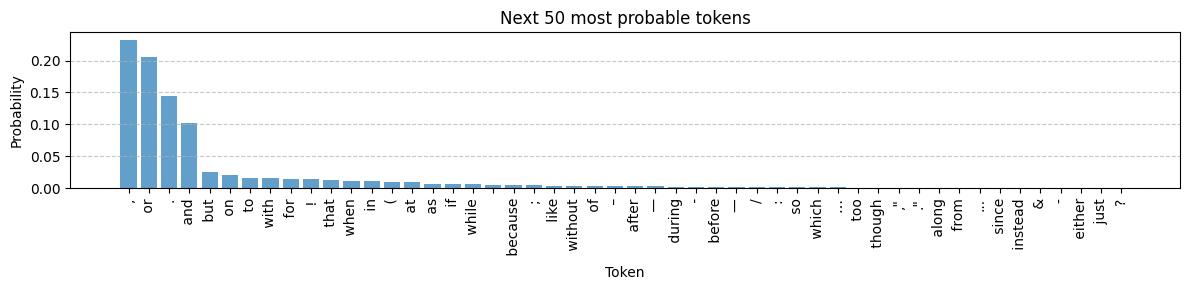 Next 50 most probable tokens
Probability
0.20
0.15
0.10
0.05
0.00
,
or
.
and
but
on
to
with
for
!
that
when
in
(
at
as
if
while
because
;
like
without
of
–
after
—
during
-
before
—
/
:
so
which
…
too
though
","
"."
along
from
...
since
instead
&
-
either
just
?
Token